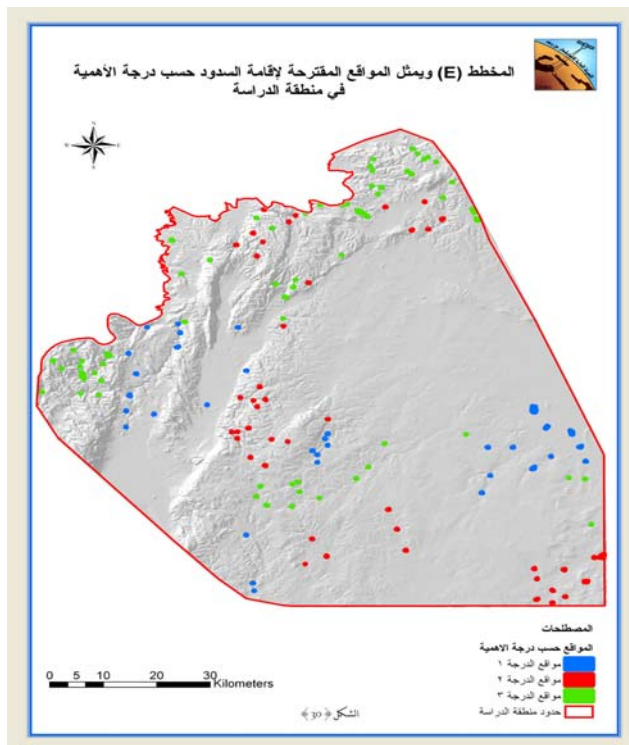 المخطط (E) ويمثل المواقع المقترحة لإقامة السدود حسب درجة الأهمية
في منطقة الدراسة
N
W E
S
المصطلحات
المواقع حسب درجة الاهمية
مواقع الدرجة ١
مواقع الدرجة ٢
مواقع الدرجة ٣
حدود منطقة الدراسة
0 5 10 20 30
Kilometers
الشكل ﴿ 30 ﴾